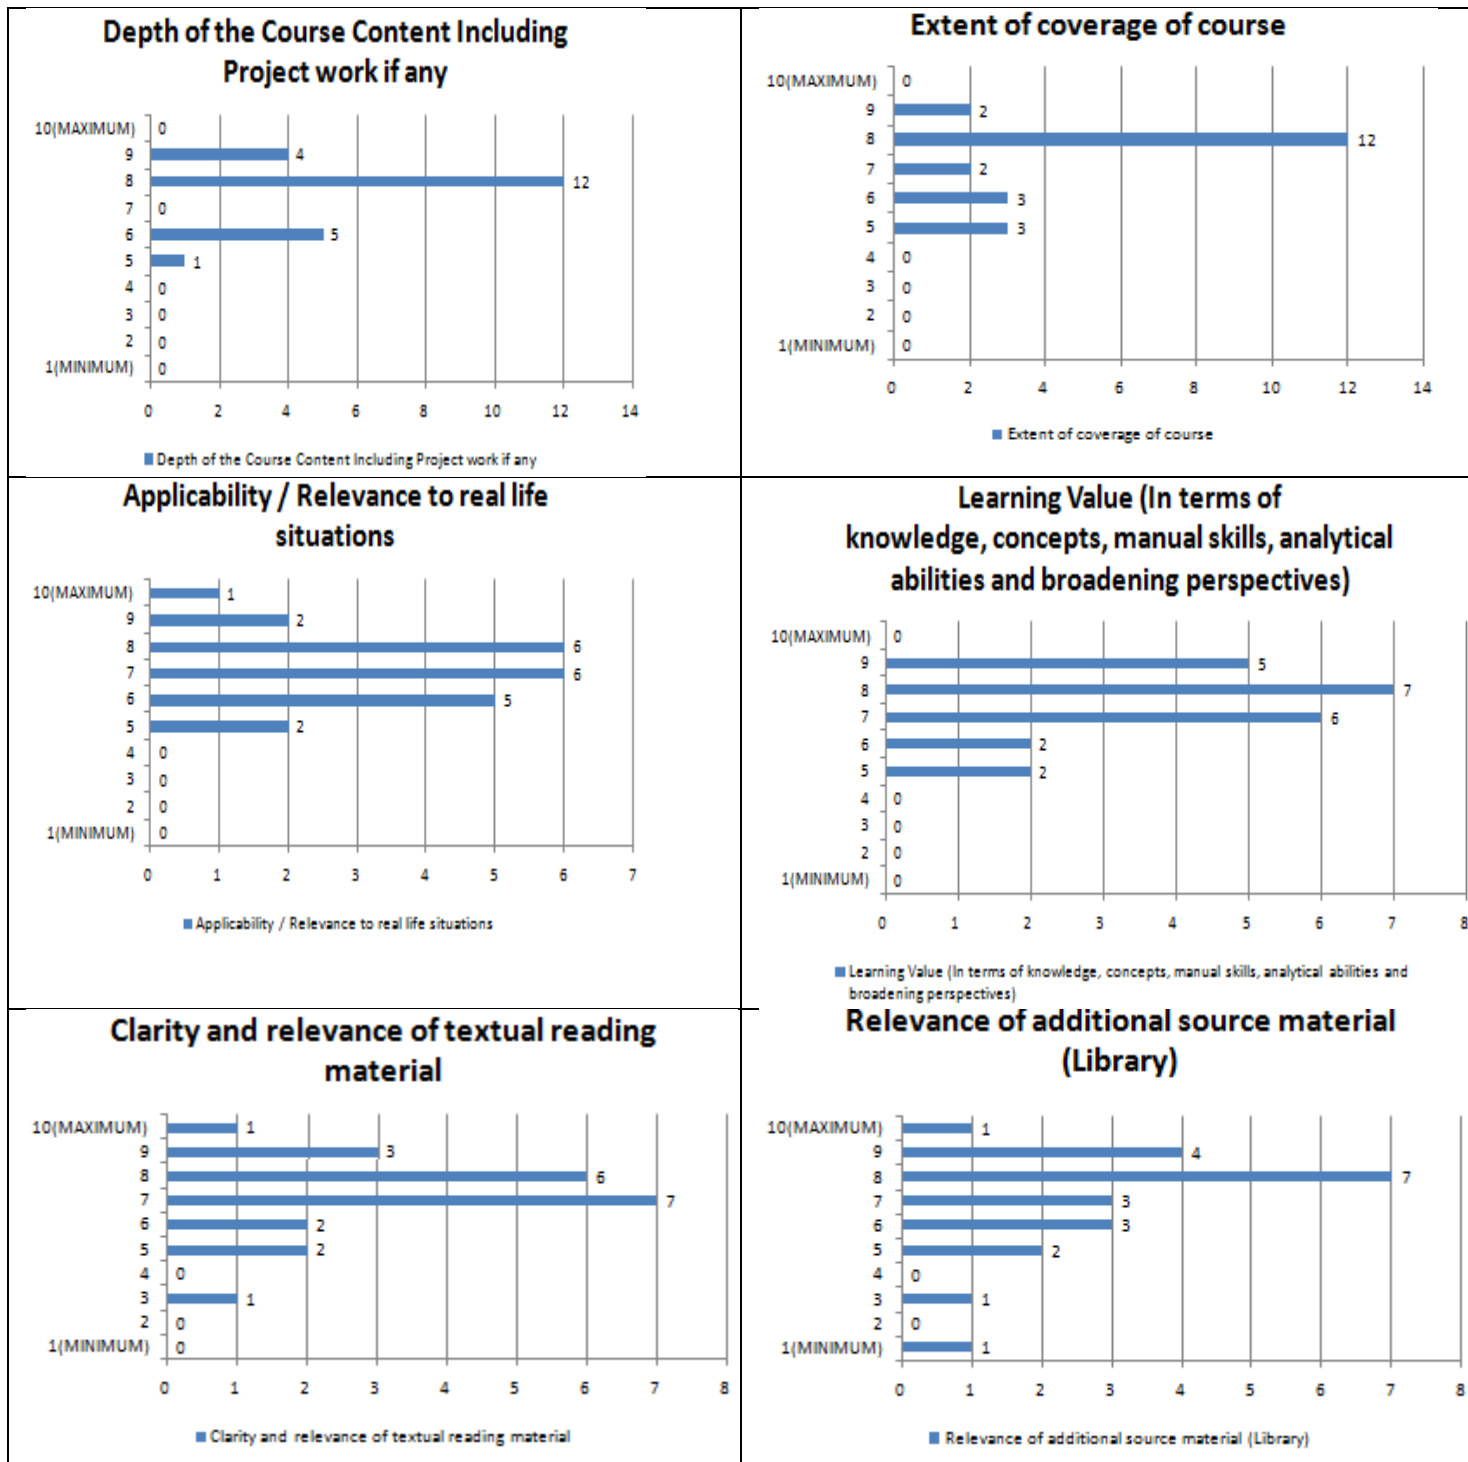 Depth of the Course Content Including
Project work if any
10(MAXIMUM) 0
9 4
8 12
7 0
6 5
5 1
4 0
3 0
2 0
1(MINIMUM) 0
0 2 4 6 8 10 12 14
Depth of the Course Content Including Project work if any
Extent of coverage of course
10(MAXIMUM) 0
9 2
8 12
7 2
6 3
5 3
4 0
3 0
2 0
1(MINIMUM) 0
0 2 4 6 8 10 12 14
Extent of coverage of course
Applicability / Relevance to real life
situations
10(MAXIMUM) 1
9 2
8 6
7 6
6 5
5 2
4 0
3 0
2 0
1(MINIMUM) 0
0 1 2 3 4 5 6 7
Applicability / Relevance to real life situations
Learning Value (In terms of
knowledge, concepts, manual skills, analytical
abilities and broadening perspectives)
10(MAXIMUM) 0
9 5
8 7
7 6
6 2
5 2
4 0
3 0
2 0
1(MINIMUM) 0
0 1 2 3 4 5 6 7 8
Learning Value (In terms of knowledge, concepts, manual skills, analytical abilities and
broadening perspectives)
Clarity and relevance of textual reading
material
10(MAXIMUM) 1
9 3
8 6
7 7
6 2
5 2
4 0
3 1
2 0
1(MINIMUM) 0
0 1 2 3 4 5 6 7 8
Clarity and relevance of textual reading material
Relevance of additional source material
(Library)
10(MAXIMUM) 1
9 4
8 7
7 3
6 3
5 2
4 0
3 1
2 0
1(MINIMUM) 1
0 1 2 3 4 5 6 7 8
Relevance of additional source material (Library)